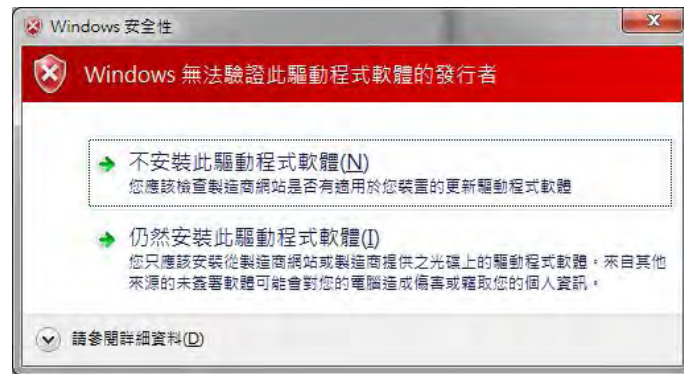 Windows 安全性
Windows 無法驗證此驅動程式軟體的發行者
不安裝此驅動程式軟體(N)
您應該檢查製造商網站是否有適用於您裝置的更新驅動程式軟體
仍然安裝此驅動程式軟體(I)
您只應該安裝從製造商網站或製造商提供之光碟上的驅動程式軟體。來自其他
來源的未簽署軟體可能會對您的電腦造成傷害或竊取您的個人資訊。
請參閱詳細資料(D)